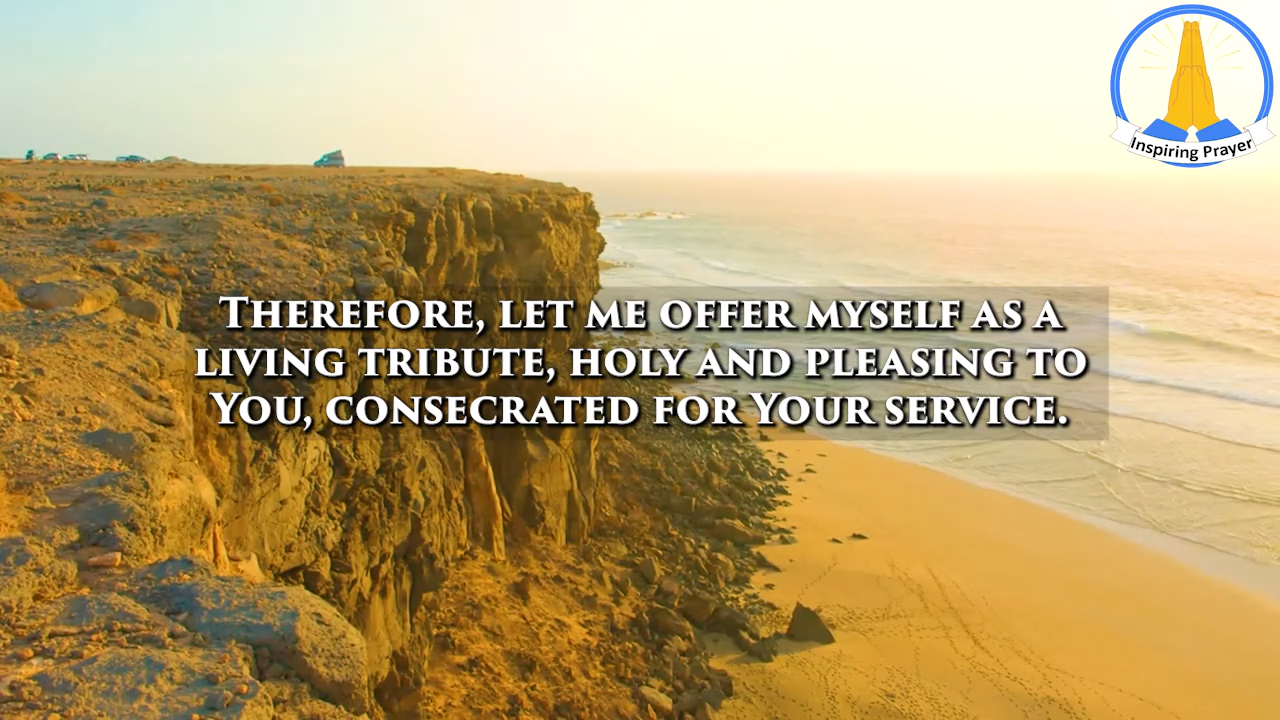 Inspiring Prayer
Therefore, let me offer myself as a
living tribute, holy and pleasing to
You, consecrated for Your service.